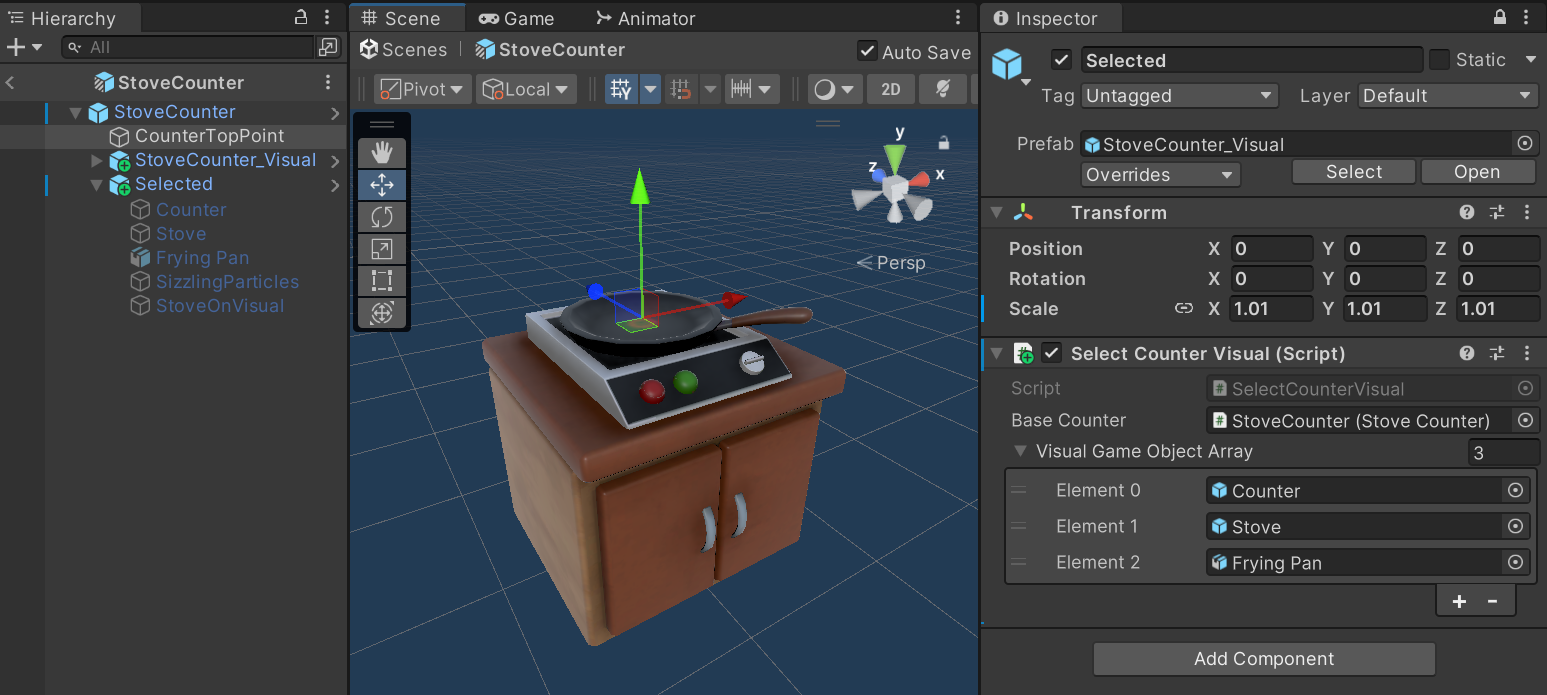 Hierarchy
All
StoveCounter
StoveCounter
CounterTopPoint
StoveCounter_Visual
Selected
Counter
Stove
Frying Pan
SizzlingParticles
StoveOnVisual
Scene Game Animator
Scenes StoveCounter Auto Save
Pivot Local 2D
y
z
x
Persp
Inspector
Selected Static
Tag Untagged Layer Default
Prefab StoveCounter_Visual
Overrides Select Open
Transform
Position X 0 Y 0 Z 0
Rotation X 0 Y 0 Z 0
Scale X 1.01 Y 1.01 Z 1.01
# Select Counter Visual (Script)
Script # SelectCounterVisual
Base Counter # StoveCounter (Stove Counter)
Visual Game Object Array 3
Element 0 Counter
Element 1 Stove
Element 2 Frying Pan
+ -
Add Component